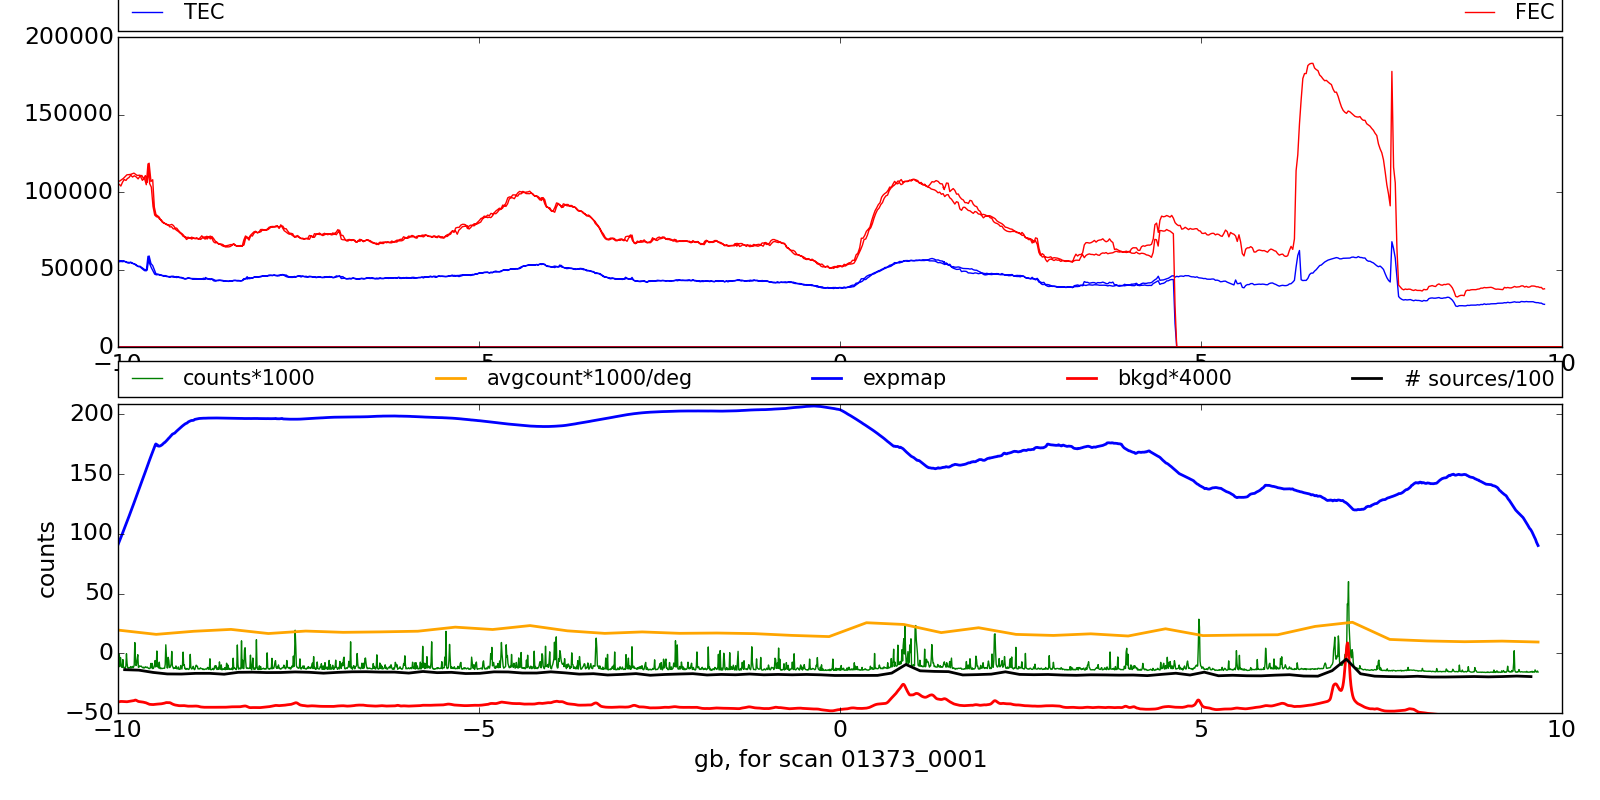 TEC FEC
200000
150000
100000
50000
0
−10 −5 0 5 10
counts*1000 avgcount*1000/deg expmap bkgd*4000 # sources/100
200
150
100
50
0
−50
counts
−10 −5 0 5 10
gb, for scan 01373_0001